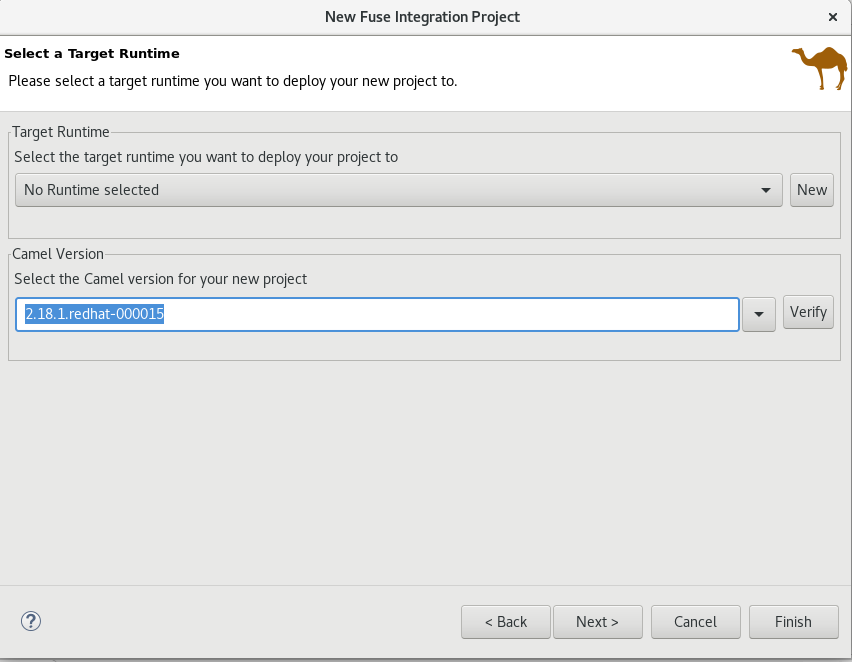 New Fuse Integration Project
Select a Target Runtime
Please select a target runtime you want to deploy your new project to.
Target Runtime
Select the target runtime you want to deploy your project to
No Runtime selected New
Camel Version
Select the Camel version for your new project
2.18.1.redhat-000015 Verify
? < Back Next > Cancel Finish